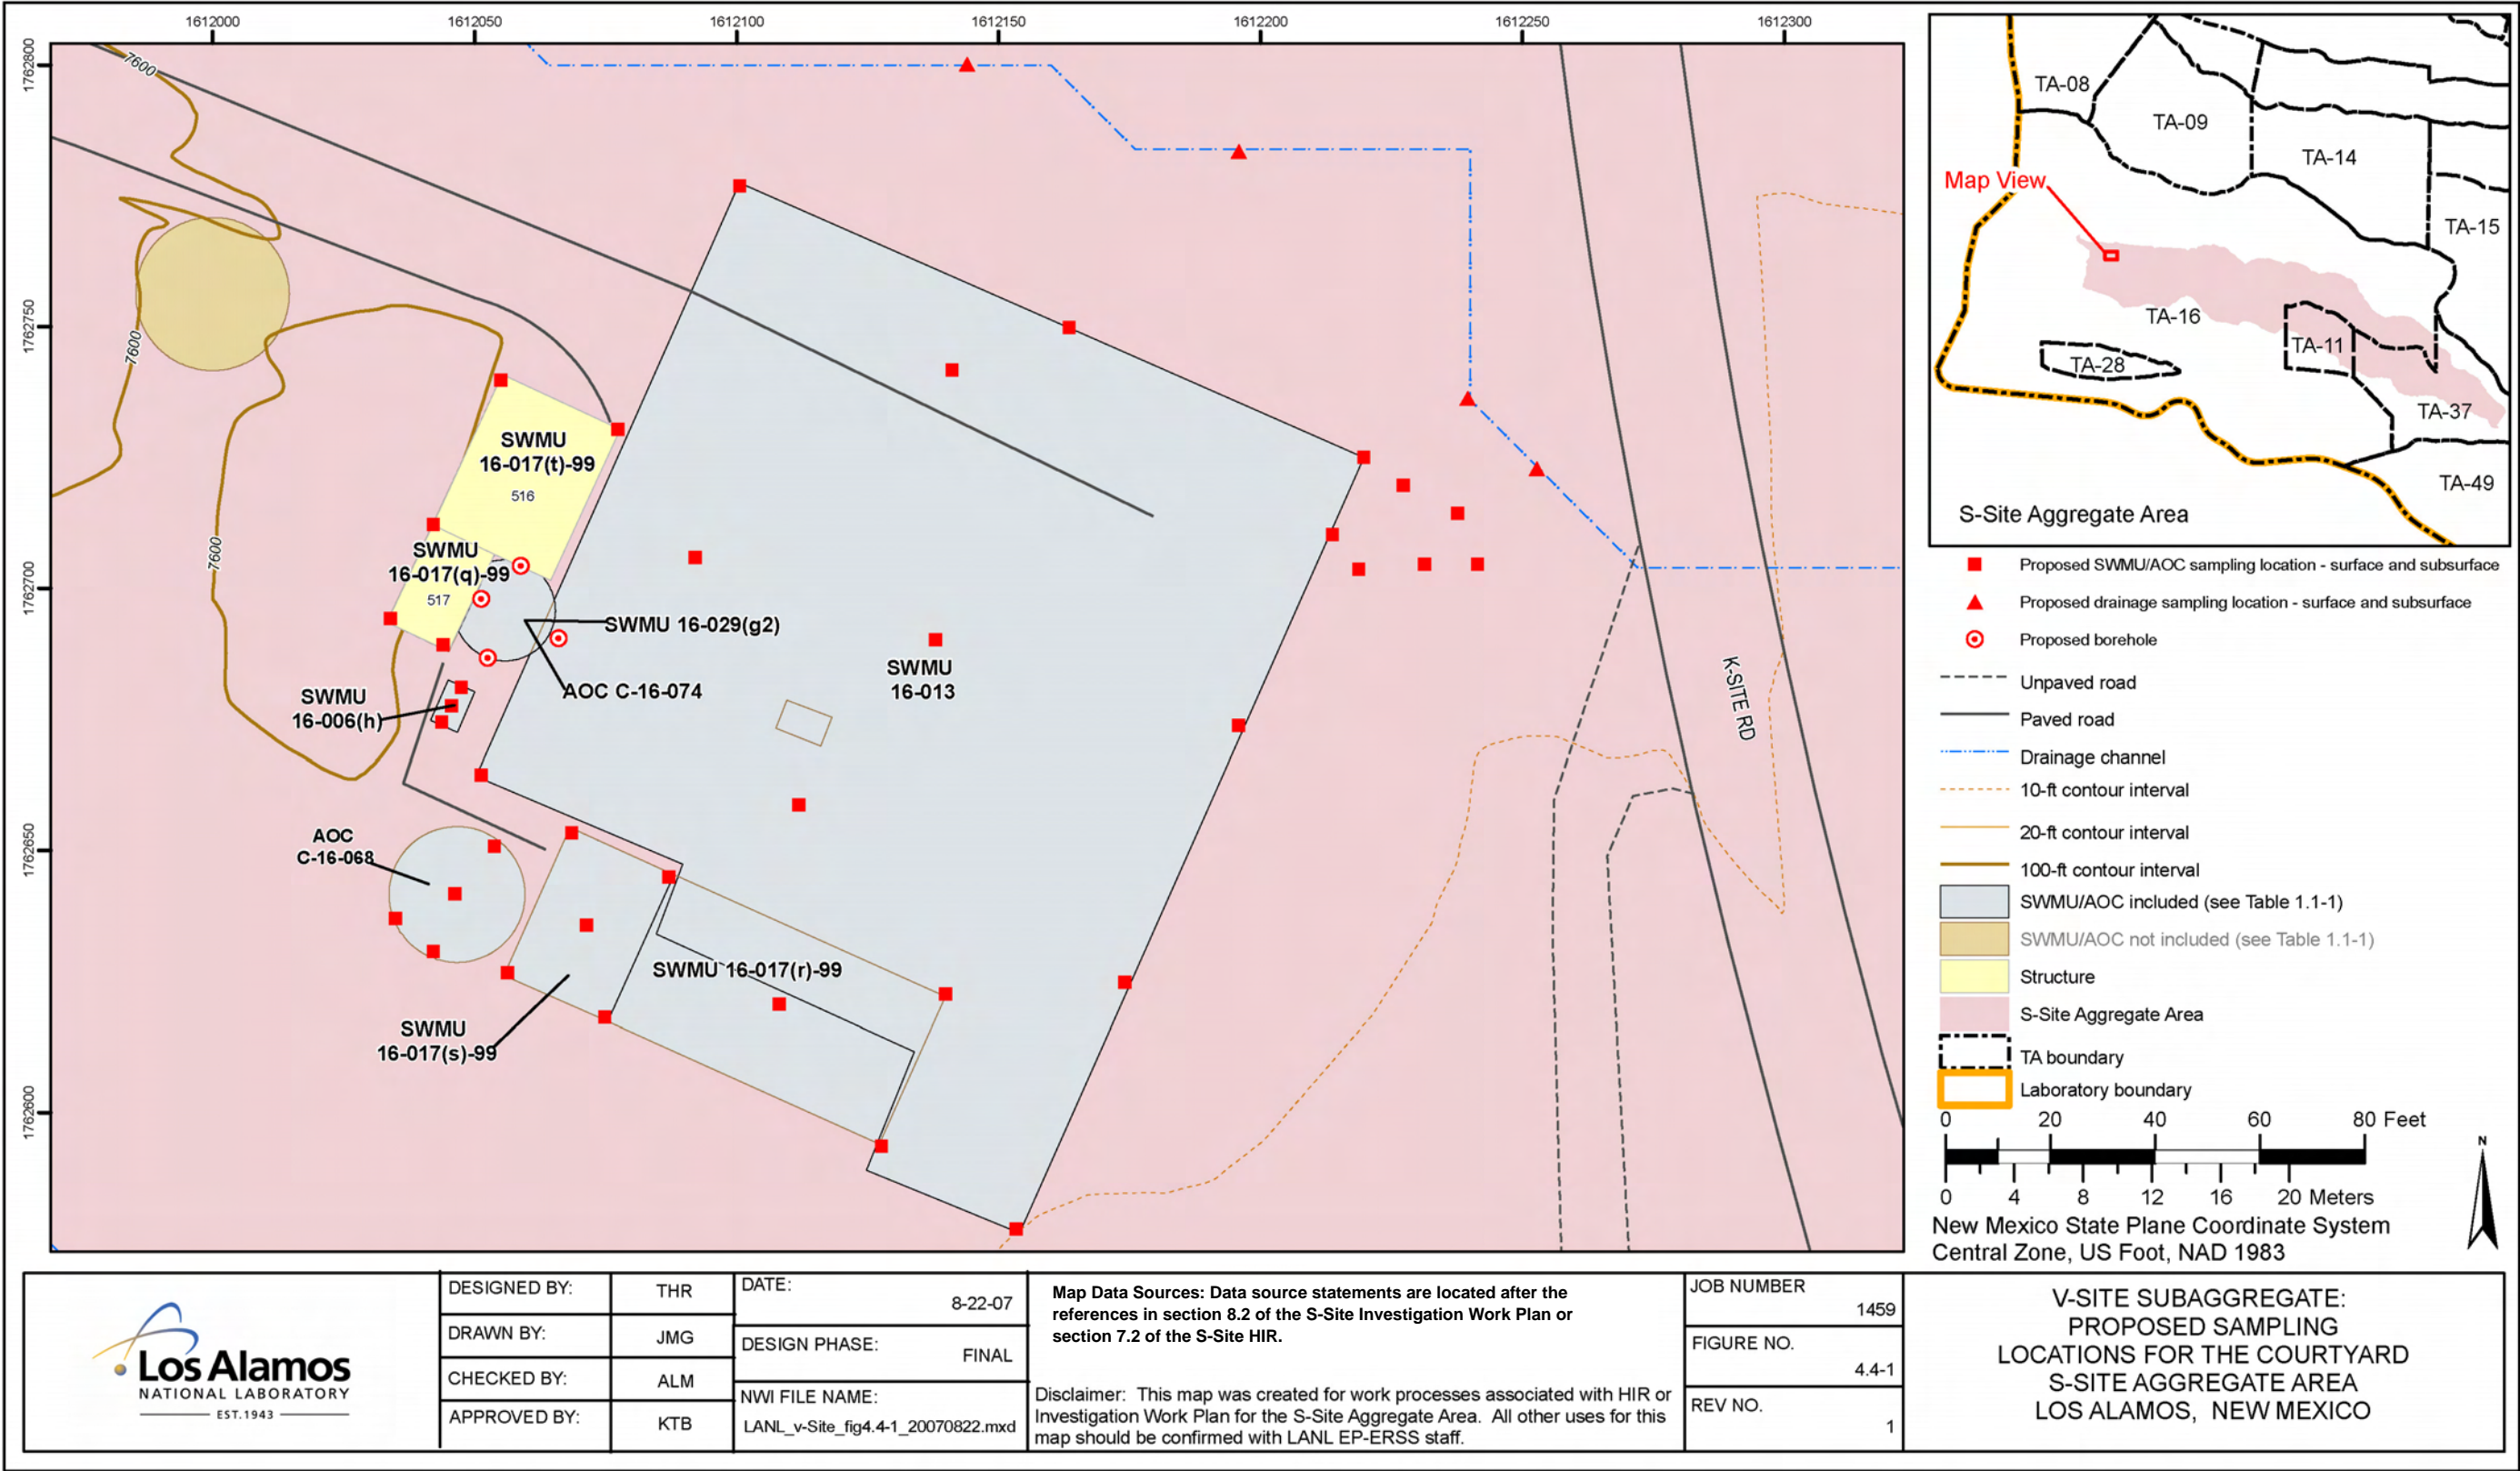 1612000
1612050
1612100
1612150
1612200
1612250
1612300
1762800
1762750
1762700
1762650
1762600
7600
7600
7600
SWMU
16-017(t)-99
516
SWMU
16-017(q)-99
517
SWMU 16-029(g2)
AOC C-16-074
SWMU
16-006(h)
SWMU
16-013
AOC
C-16-068
SWMU 16-017(r)-99
SWMU
16-017(s)-99
K-SITE RD
TA-08
TA-09
TA-14
TA-15
Map View
TA-16
TA-11
TA-28
TA-37
TA-49
S-Site Aggregate Area
Proposed SWMU/AOC sampling location - surface and subsurface
Proposed drainage sampling location - surface and subsurface
Proposed borehole
Unpaved road
Paved road
Drainage channel
10-ft contour interval
20-ft contour interval
100-ft contour interval
SWMU/AOC included (see Table 1.1-1)
SWMU/AOC not included (see Table 1.1-1)
Structure
S-Site Aggregate Area
TA boundary
Laboratory boundary
0 20 40 60 80 Feet
0 4 8 12 16 20 Meters
N
New Mexico State Plane Coordinate System
Central Zone, US Foot, NAD 1983
Los Alamos
NATIONAL LABORATORY
EST.1943
DESIGNED BY: THR
DRAWN BY: JMG
CHECKED BY: ALM
APPROVED BY: KTB
DATE:
8-22-07
DESIGN PHASE:
FINAL
NWI FILE NAME:
LANL_v-Site_fig4.4-1_20070822.mxd
Map Data Sources: Data source statements are located after the
references in section 8.2 of the S-Site Investigation Work Plan or
section 7.2 of the S-Site HIR.
Disclaimer: This map was created for work processes associated with HIR or
Investigation Work Plan for the S-Site Aggregate Area. All other uses for this
map should be confirmed with LANL EP-ERSS staff.
JOB NUMBER
1459
FIGURE NO.
4.4-1
REV NO.
1
V-SITE SUBAGGREGATE:
PROPOSED SAMPLING
LOCATIONS FOR THE COURTYARD
S-SITE AGGREGATE AREA
LOS ALAMOS, NEW MEXICO